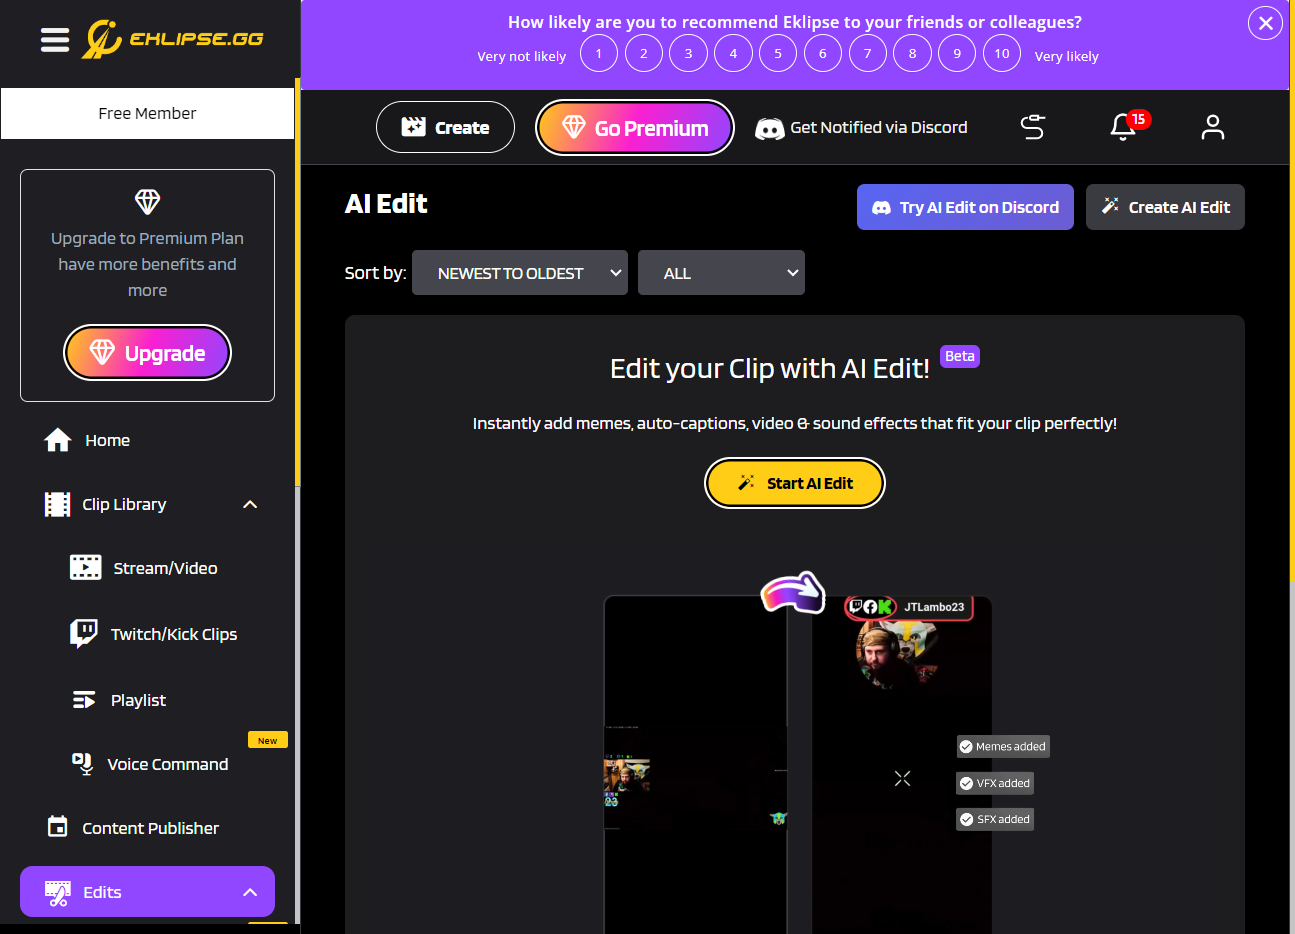 EKLIPSE.GG
Free Member
Upgrade to Premium Plan
have more benefits and
more
Upgrade
Home
Clip Library
Stream/Video
Twitch/Kick Clips
Playlist
New
Voice Command
Content Publisher
Edits
How likely are you to recommend Eklipse to your friends or colleagues?
Very not likely 1 2 3 4 5 6 7 8 9 10 Very likely
Create
Go Premium
Get Notified via Discord
15
AI Edit
Try AI Edit on Discord
Create AI Edit
Sort by: NEWEST TO OLDEST ALL
Edit your Clip with AI Edit! Beta
Instantly add memes, auto-captions, video & sound effects that fit your clip perfectly!
Start AI Edit
JTLambo23
Memes added
VFX added
SFX added